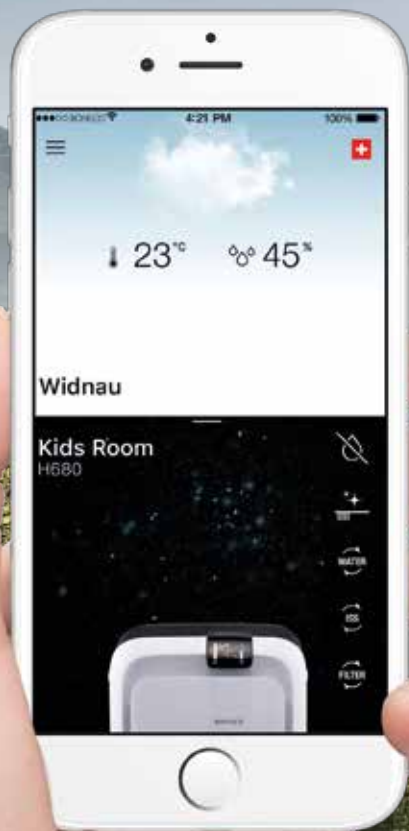 4:21 PM
100%
23°C
45%
Widnau
Kids Room
H680
WATER
ISS
FILTER